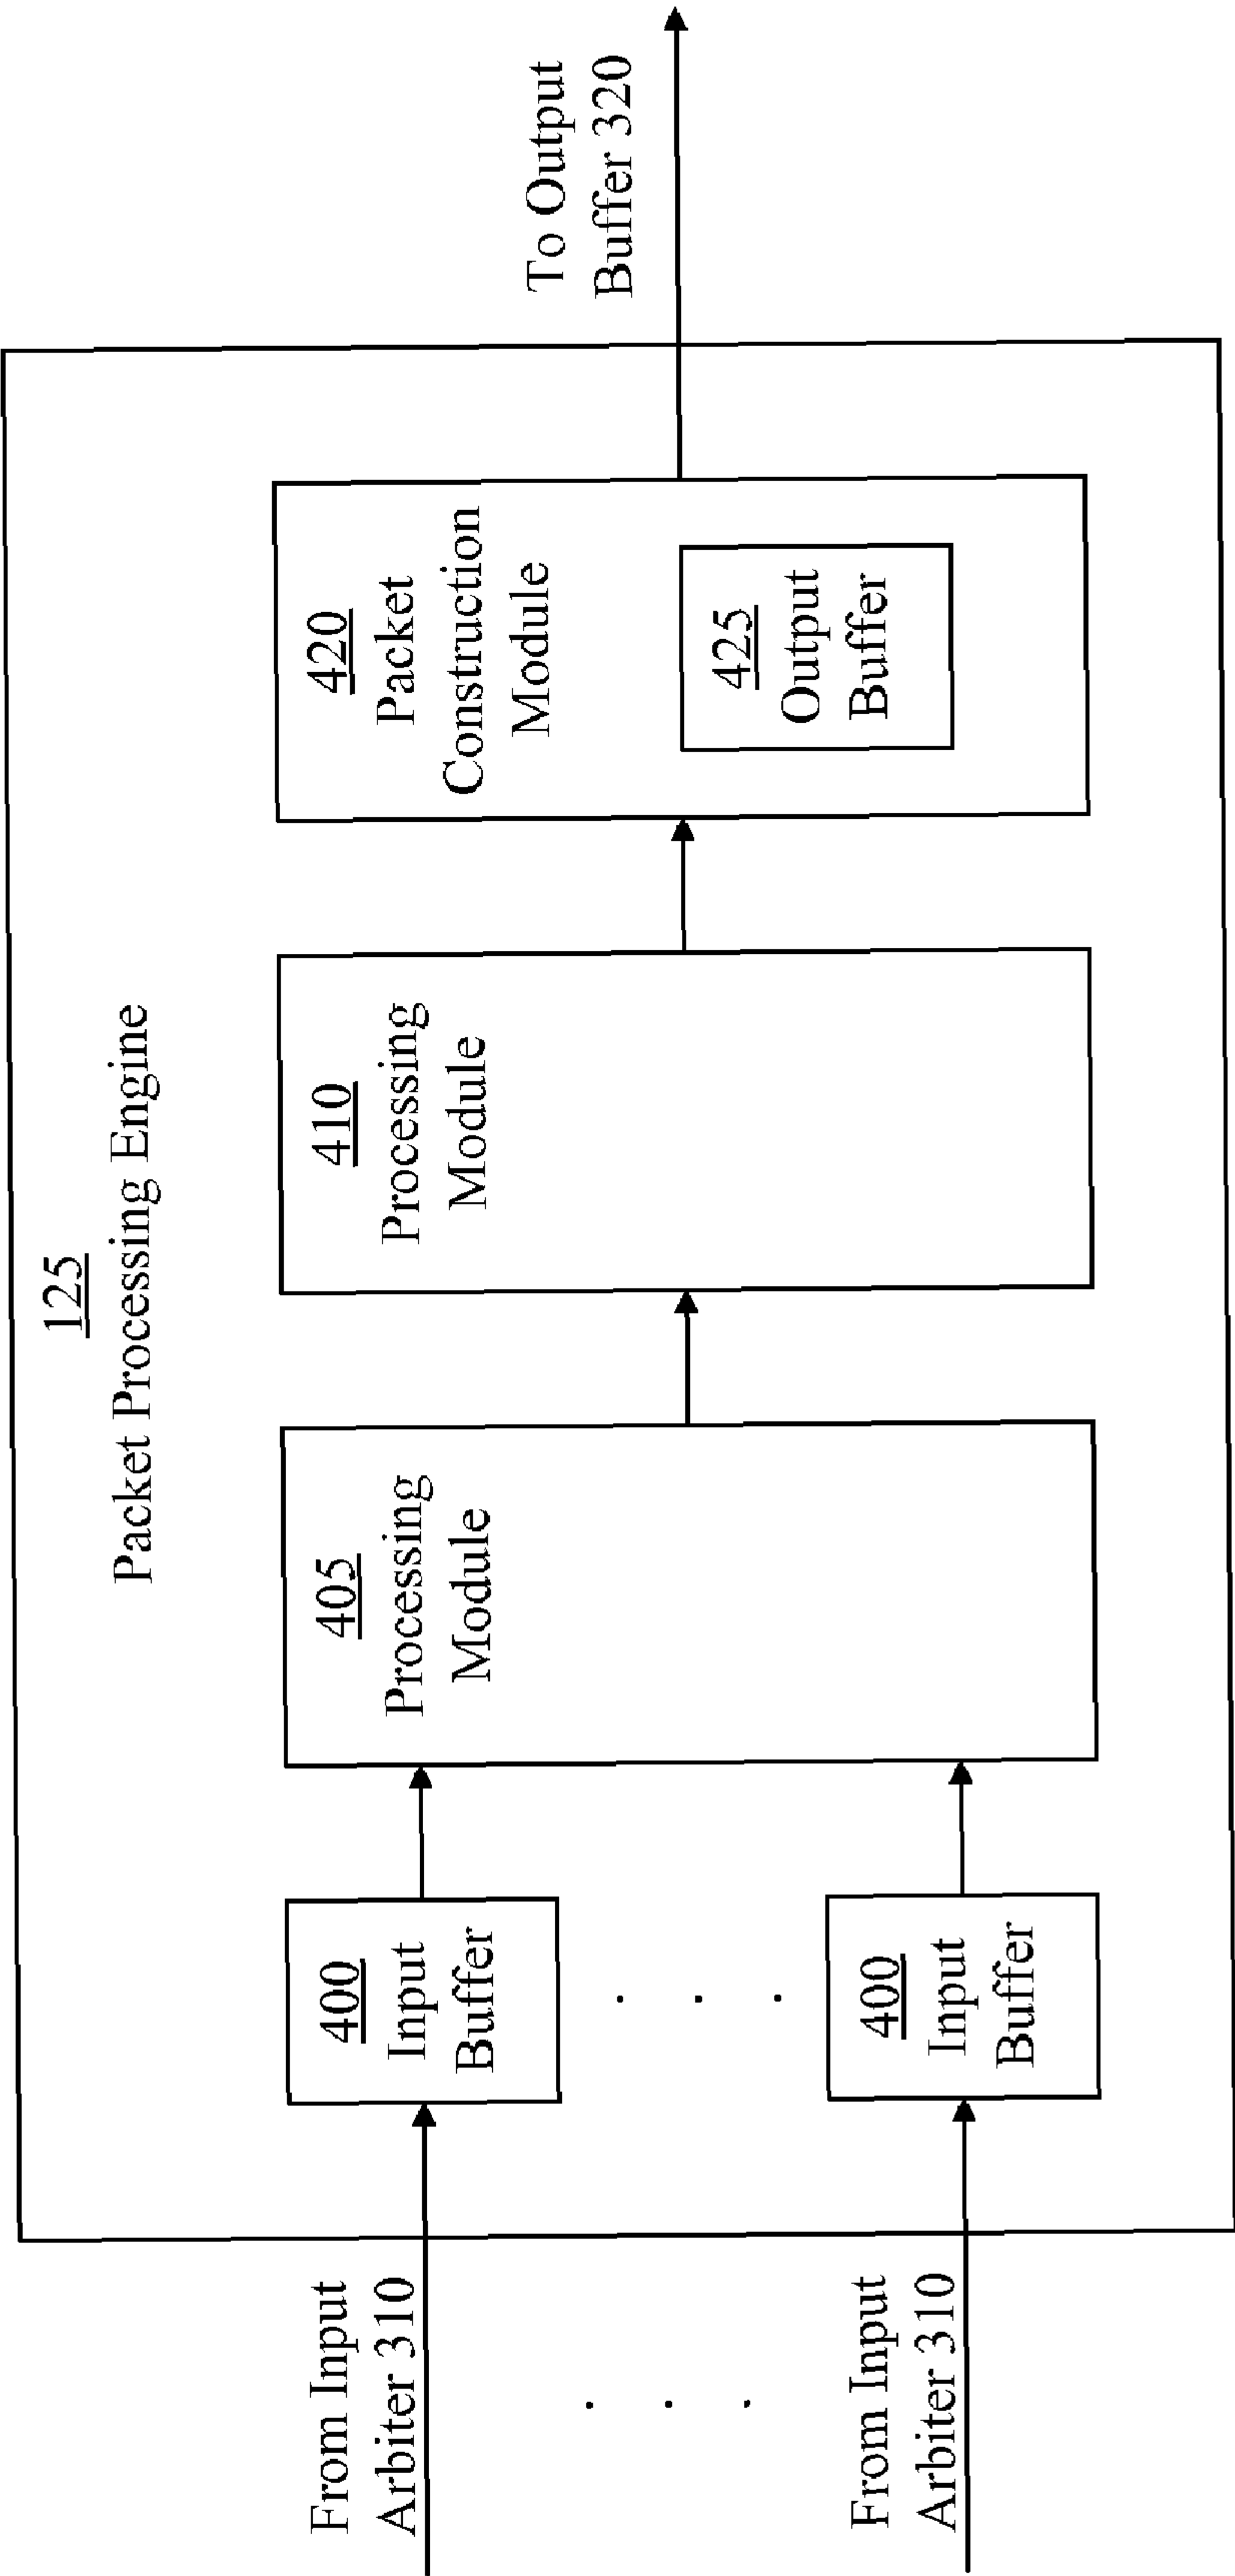 125
Packet Processing Engine
From Input
Arbiter 310
400
Input
Buffer
405
Processing
Module
410
Processing
Module
420
Packet
Construction
Module
425
Output
Buffer
To Output
Buffer 320
. . .
From Input
Arbiter 310
. . .
400
Input
Buffer